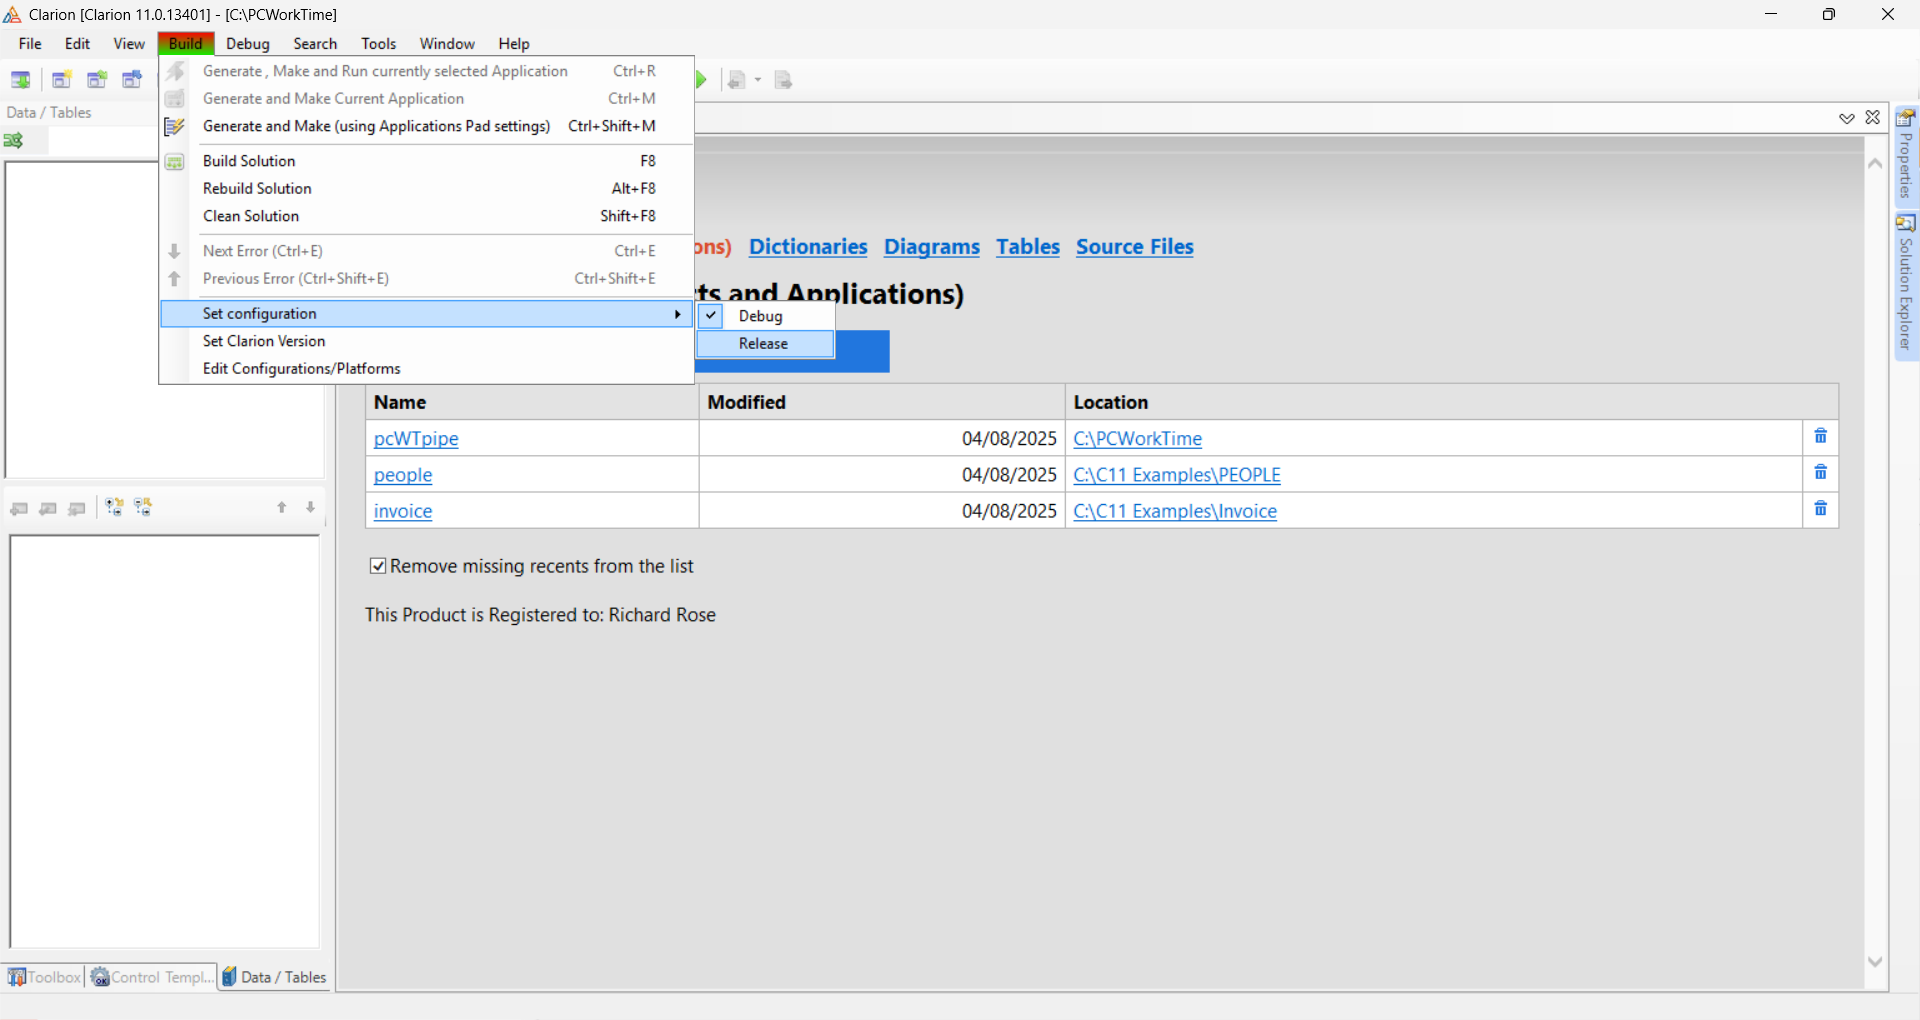 Clarion [Clarion 11.0.13401] - [C:\PCWorkTime]
File Edit View Build Debug Search Tools Window Help
Generate , Make and Run currently selected Application Ctrl+R
Generate and Make Current Application Ctrl+M
Generate and Make (using Applications Pad settings) Ctrl+Shift+M
Build Solution F8
Rebuild Solution Alt+F8
Clean Solution Shift+F8
Next Error (Ctrl+E) Ctrl+E
Previous Error (Ctrl+Shift+E) Ctrl+Shift+E
Set configuration
Set Clarion Version
Edit Configurations/Platforms
Debug
Release
Data / Tables
ons) Dictionaries Diagrams Tables Source Files
ts and Applications)
Name Modified Location
pcWTpipe 04/08/2025 C:\PCWorkTime
people 04/08/2025 C:\C11 Examples\PEOPLE
invoice 04/08/2025 C:\C11 Examples\Invoice
Remove missing recents from the list
This Product is Registered to: Richard Rose
Toolbox Control Templ... Data / Tables
Properties
Solution Explorer